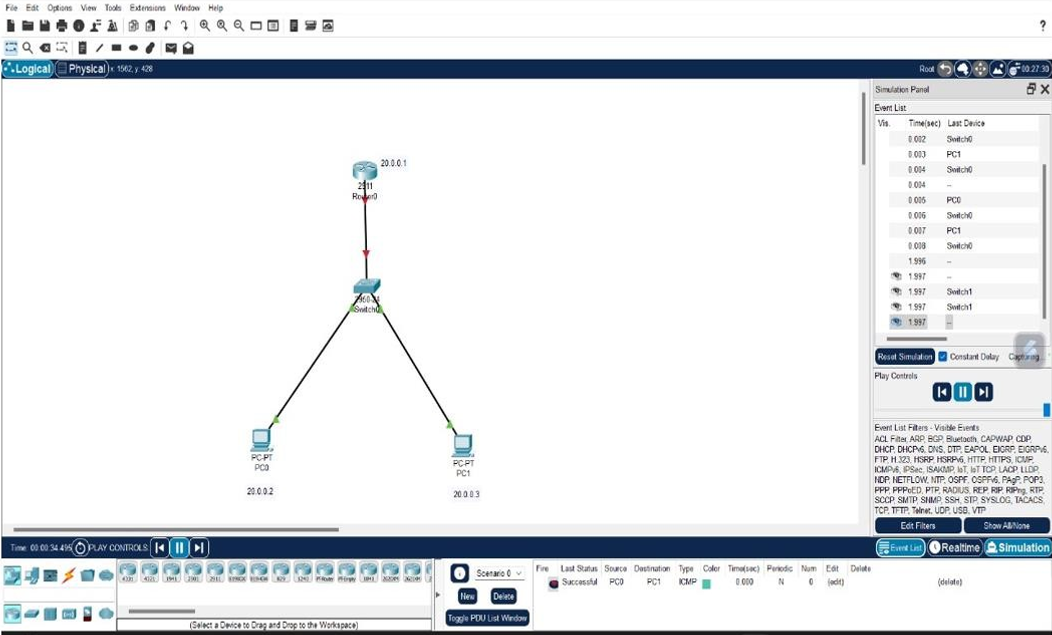 File Edit Options View Tools Extensions Window Help
?
Logical Physical x: 1562, y: 428
Root 00:27:30
Simulation Panel
Event List
Vis. Time(sec) Last Device
0.002 Switch0
0.003 PC1
0.004 Switch0
0.004 --
0.005 PC0
0.006 Switch0
0.007 PC1
0.008 Switch0
1.996 --
1.997 --
1.997 Switch1
1.997 Switch1
1.997 --
Reset Simulation Constant Delay Capturing...
Play Controls
Event List Filters - Visible Events
ACL Filter, ARP, BGP, Bluetooth, CAPWAP, CDP,
DHCP, DHCPv6, DNS, DTP, EAPOL, EIGRP, EIGRPv6,
FTP, H.323, HSRP, HSRPv6, HTTP, HTTPS, ICMP,
ICMPv6, IPSec, ISAKMP, IoT, IoT TCP, LACP, LLDP,
NDP, NETFLOW, NTP, OSPF, OSPFv6, PAgP, POP3,
PPP, PPPoED, PTP, RADIUS, REP, RIP, RIPng, RTP,
SCCP, SMTP, SNMP, SSH, STP, SYSLOG, TACACS,
TCP, TFTP, Telnet, UDP, USB, VTP
Edit Filters Show All/None
Event List Realtime Simulation
20.0.0.1
2911
Router0
2960-24
Switch0
PC-PT
PC0
20.0.0.2
PC-PT
PC1
20.0.0.3
Time: 00:00:34.495 PLAY CONTROLS:
4331 4321 1941 2901 2911 819HGW 829 1240 PT-Router PT-Empty 1841 2620XM
(Select a Device to Drag and Drop to the Workspace)
Scenario 0
New Delete
Toggle PDU List Window
Fire Last Status Source Destination Type Color Time(sec) Periodic Num Edit Delete
Successful PC0 PC1 ICMP 0.000 N 0 (edit) (delete)